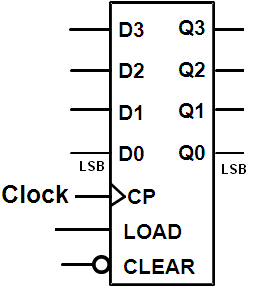 D3 Q3
D2 Q2
D1 Q1
LSB D0 Q0 LSB
Clock CP
LOAD
CLEAR